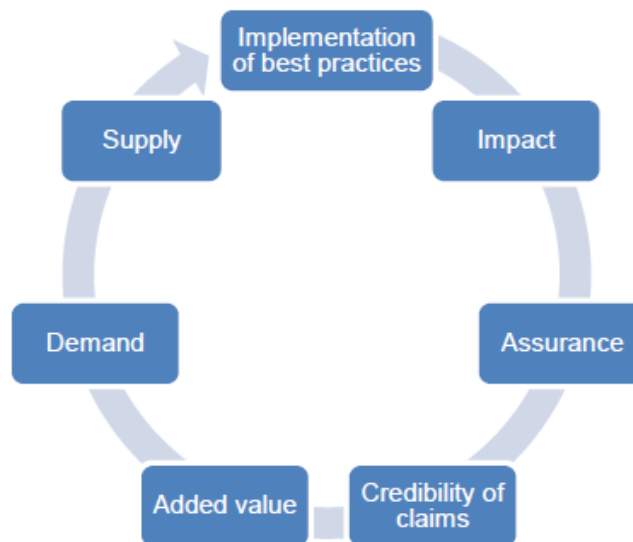 Implementation
of best practices
Impact
Assurance
Credibility of
claims
Added value
Demand
Supply